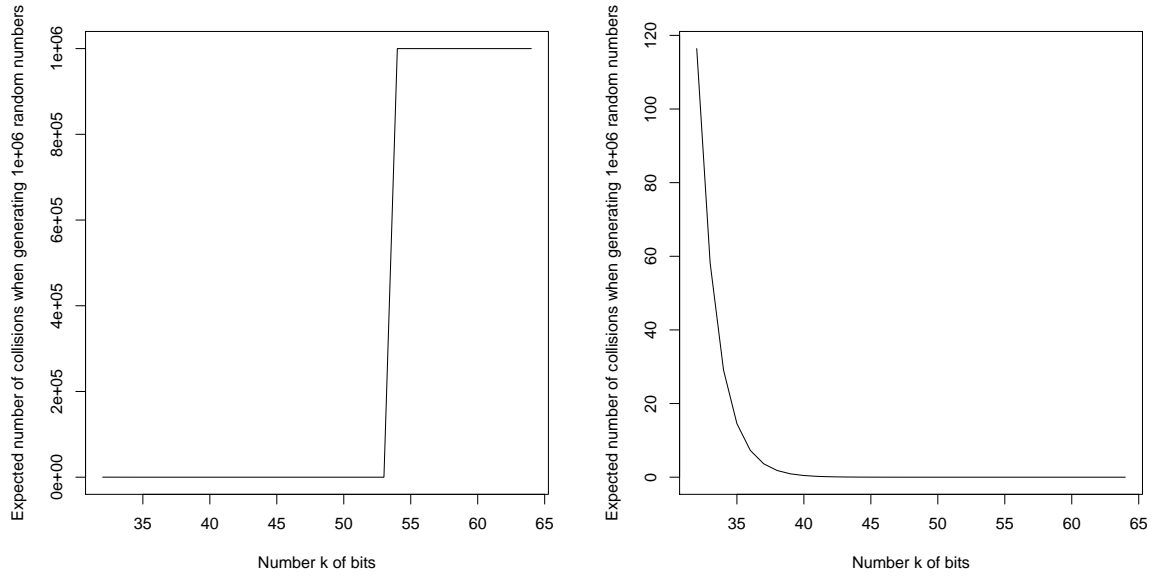 Expected number of collisions when generating 1e+06 random numbers
1e+06
8e+05
6e+05
4e+05
2e+05
0e+00
35 40 45 50 55 60 65
Number k of bits
Expected number of collisions when generating 1e+06 random numbers
120
100
80
60
40
20
0
35 40 45 50 55 60 65
Number k of bits